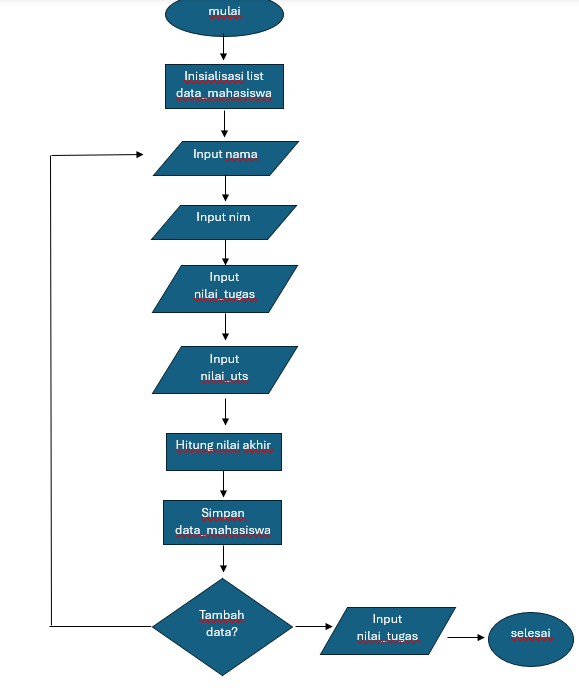 mulai
Inisialisasi list
data_mahasiswa
Input nama
Input nim
Input
nilai_tugas
Input
nilai_uts
Hitung nilai akhir
Simpan
data_mahasiswa
Tambah
data?
Input
nilai_tugas
selesai